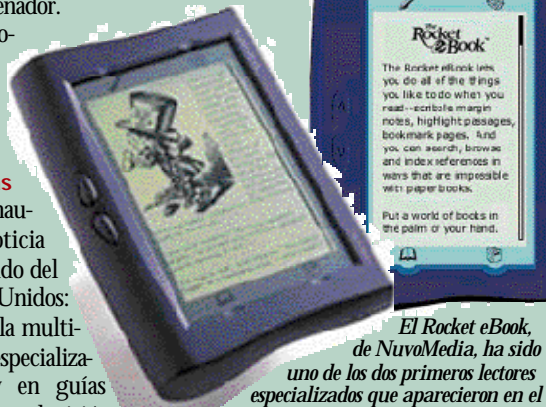 enador.
o-
s
nau-
oticia
do del
Unidos:
la multi-
especializa-
en guías
The
Rocket
eBook
The Rocket eBook lets
you do all of the things
you like to do when you
read--scribble margin
notes, highlight passages,
bookmark pages. And
you can search, browse
and index references in
ways that are impossible
with paper books.
Put a world of books in
the palm of your hand.
El Rocket eBook,
de NuvoMedia, ha sido
uno de los dos primeros lectores
especializados que aparecieron en el